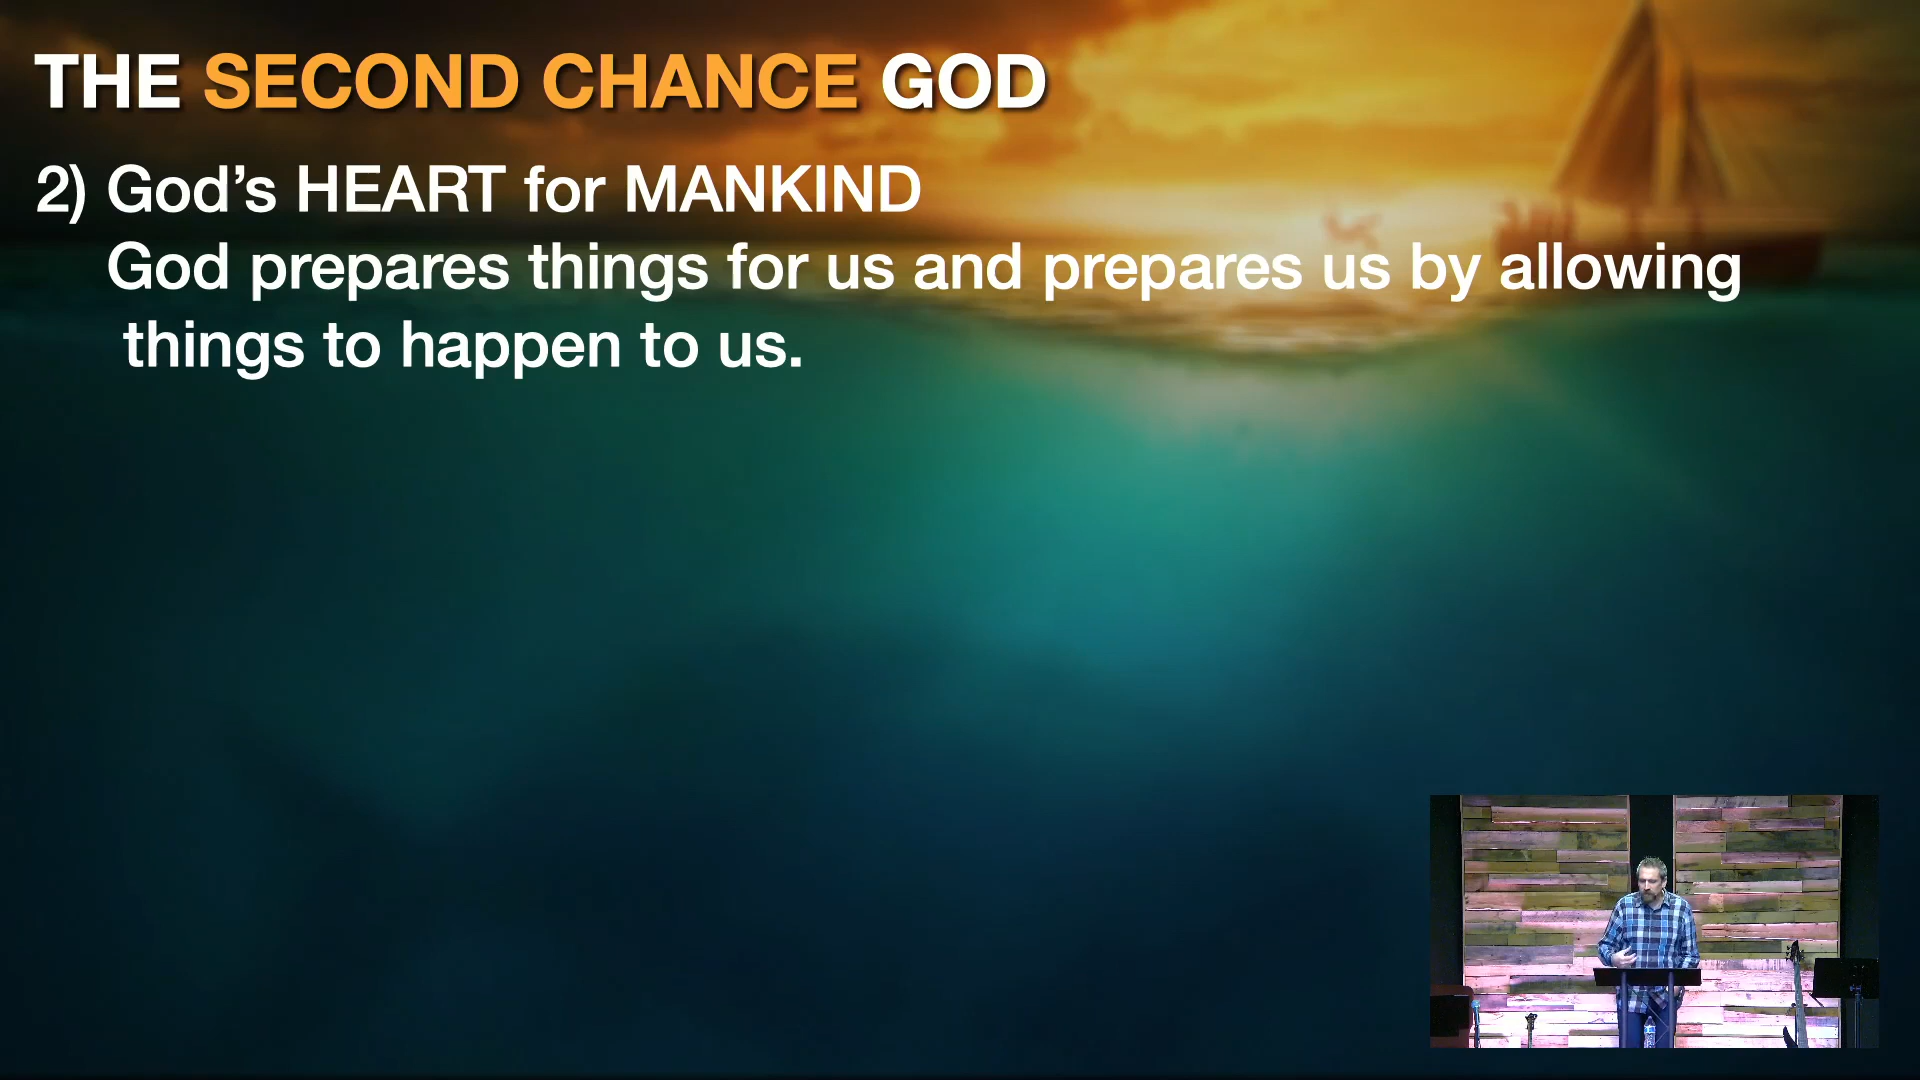 THE SECOND CHANCE GOD
2) God’s HEART for MANKIND
God prepares things for us and prepares us by allowing
things to happen to us.